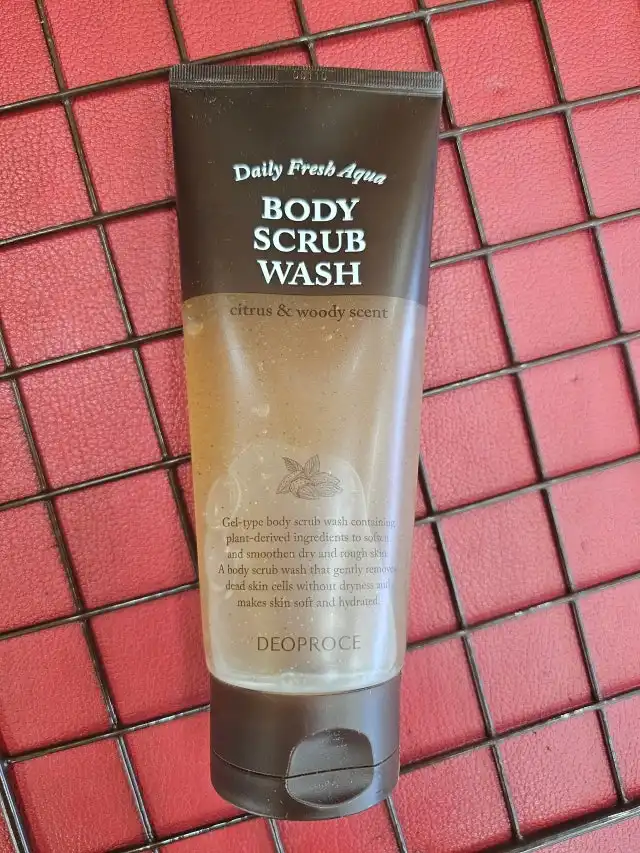 Daily Fresh Aqua
BODY
SCRUB
WASH
citrus & woody scent
Gel-type body scrub wash containing
plant-derived ingredients to soften
and smoothen dry and rough skin.
A body scrub wash that gently removes
dead skin cells without dryness and
makes skin soft and hydrated.
DEOPROCE